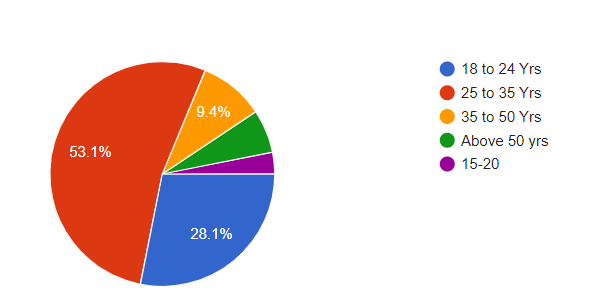 18 to 24 Yrs
25 to 35 Yrs
35 to 50 Yrs
Above 50 yrs
15-20
9.4%
53.1%
28.1%